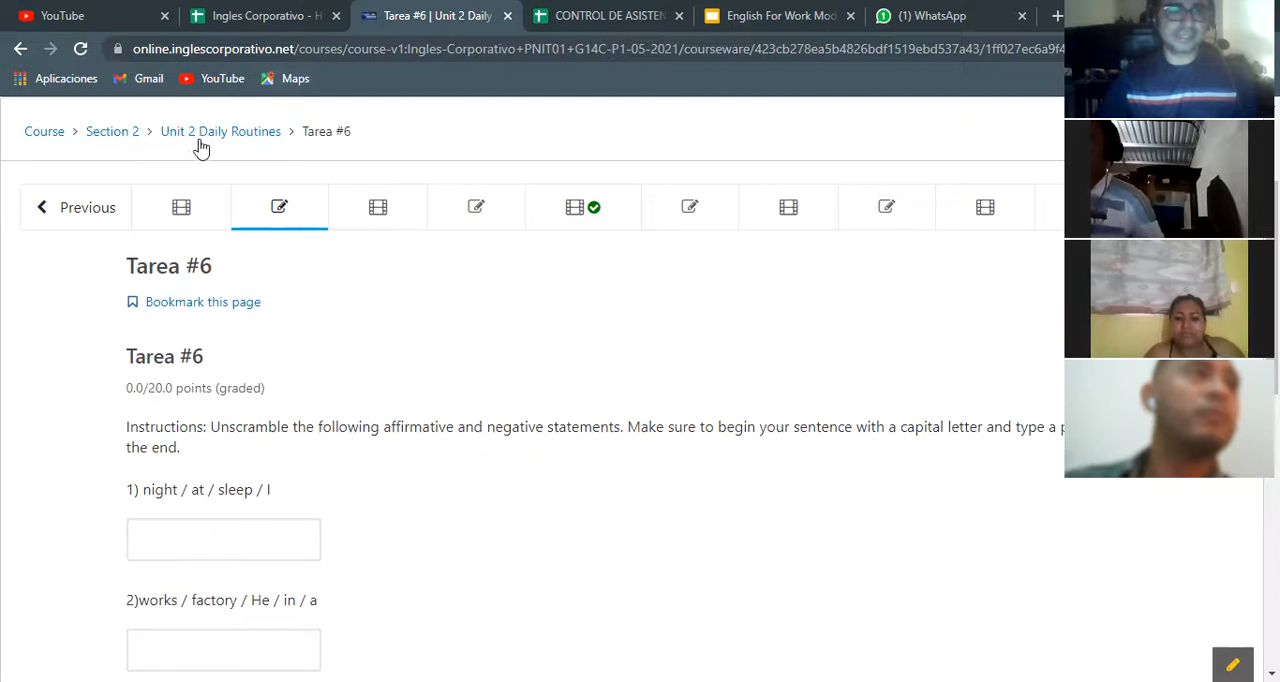 YouTube
Ingles Corporativo - H
Tarea #6 | Unit 2 Daily
CONTROL DE ASISTEN
English For Work Mod
(1) WhatsApp
online.inglescorporativo.net/courses/course-v1:Ingles-Corporativo+PNIT01+G14C-P1-05-2021/courseware/423cb278ea5b4826bdf1519ebd537a43/1ff027ec6a9f4
Aplicaciones
Gmail
YouTube
Maps
Course > Section 2 > Unit 2 Daily Routines > Tarea #6
Previous
Tarea #6
Bookmark this page
Tarea #6
0.0/20.0 points (graded)
Instructions: Unscramble the following affirmative and negative statements. Make sure to begin your sentence with a capital letter and type a p
the end.
1) night / at / sleep / I
2)works / factory / He / in / a